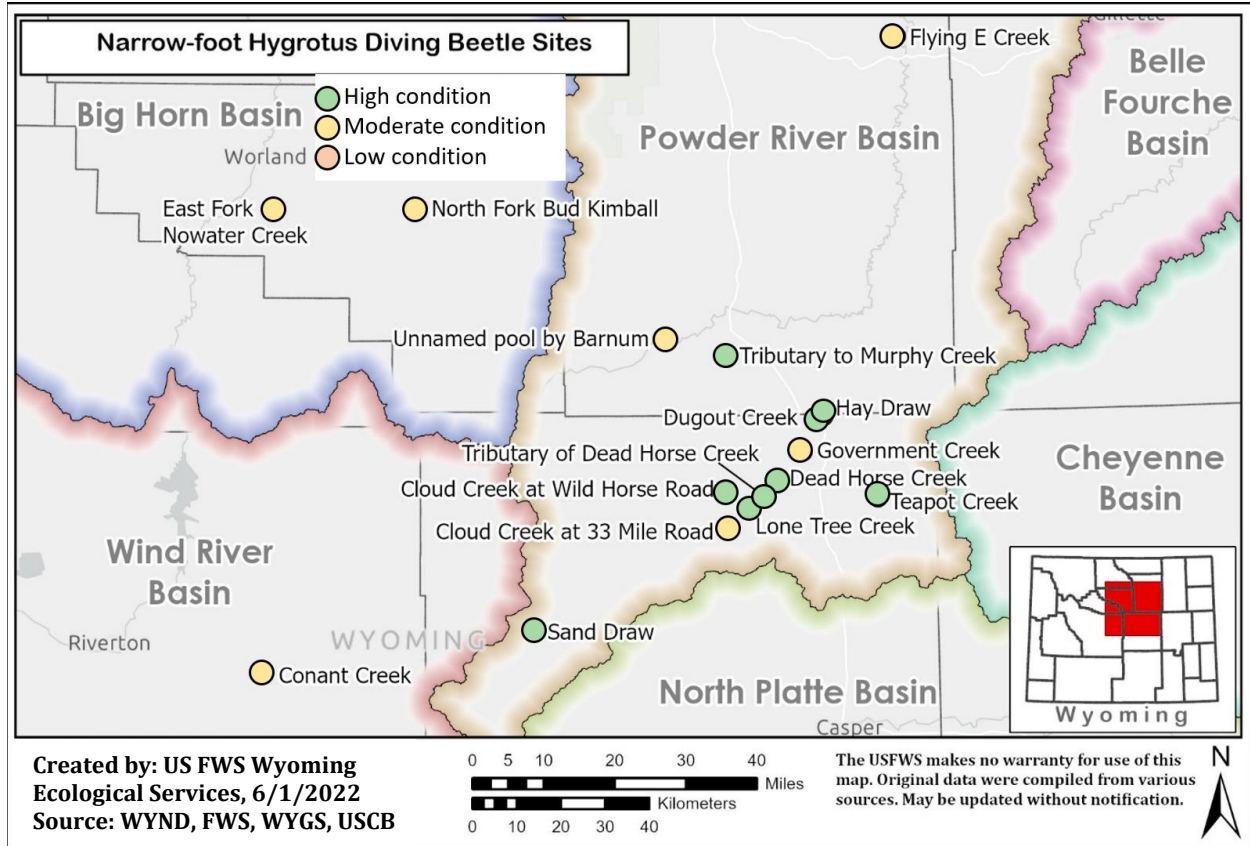 Narrow-foot Hygrotus Diving Beetle Sites
High condition
Moderate condition
Low condition
Big Horn Basin
Worland
Powder River Basin
Flying E Creek
Gillette
Belle
Fourche
Basin
East Fork
Nowater Creek
North Fork Bud Kimball
Unnamed pool by Barnum
Tributary to Murphy Creek
Dugout Creek
Hay Draw
Government Creek
Tributary of Dead Horse Creek
Dead Horse Creek
Cloud Creek at Wild Horse Road
Teapot Creek
Lone Tree Creek
Cloud Creek at 33 Mile Road
Cheyenne
Basin
Wind River
Basin
Riverton
WYOMING
Sand Draw
Conant Creek
North Platte Basin
Casper
Wyoming
Created by: US FWS Wyoming
Ecological Services, 6/1/2022
Source: WYND, FWS, WYGS, USCB
0 5 10 20 30 40
Miles
Kilometers
0 10 20 30 40
The USFWS makes no warranty for use of this
map. Original data were compiled from various
sources. May be updated without notification.
N